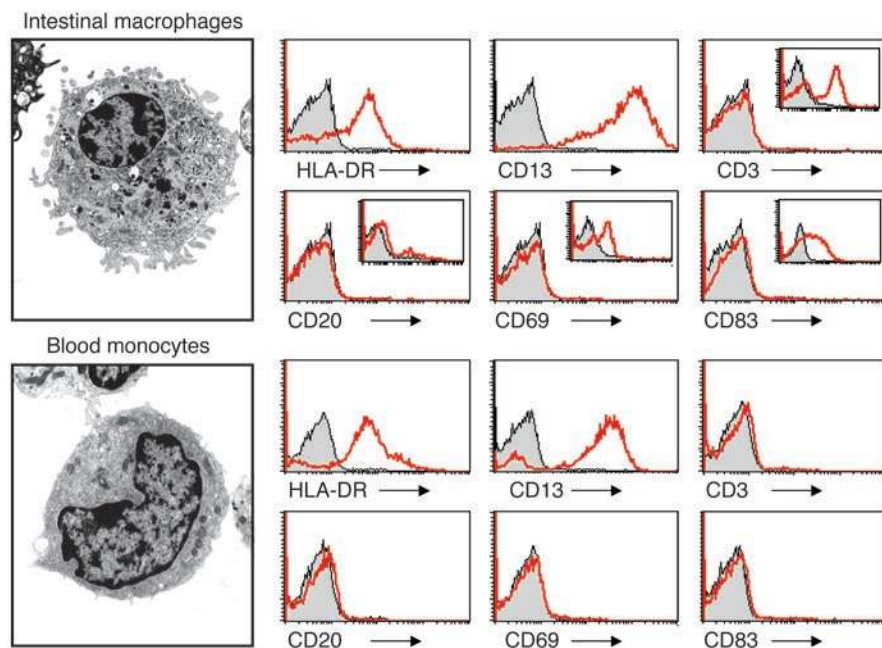 Intestinal macrophages
HLA-DR
CD13
CD3
CD20
CD69
CD83
Blood monocytes
HLA-DR
CD13
CD3
CD20
CD69
CD83